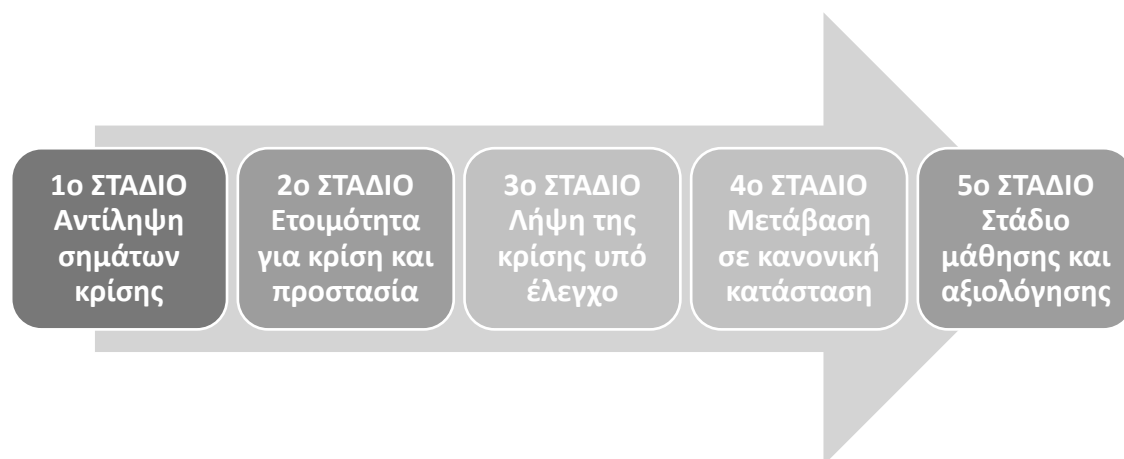 1ο ΣΤΑΔΙΟ
Αντίληψη
σημάτων
κρίσης
2ο ΣΤΑΔΙΟ
Ετοιμότητα
για κρίση και
προστασία
3ο ΣΤΑΔΙΟ
Λήψη της
κρίσης υπό
έλεγχο
4ο ΣΤΑΔΙΟ
Μετάβαση
σε κανονική
κατάσταση
5ο ΣΤΑΔΙΟ
Στάδιο
μάθησης και
αξιολόγησης